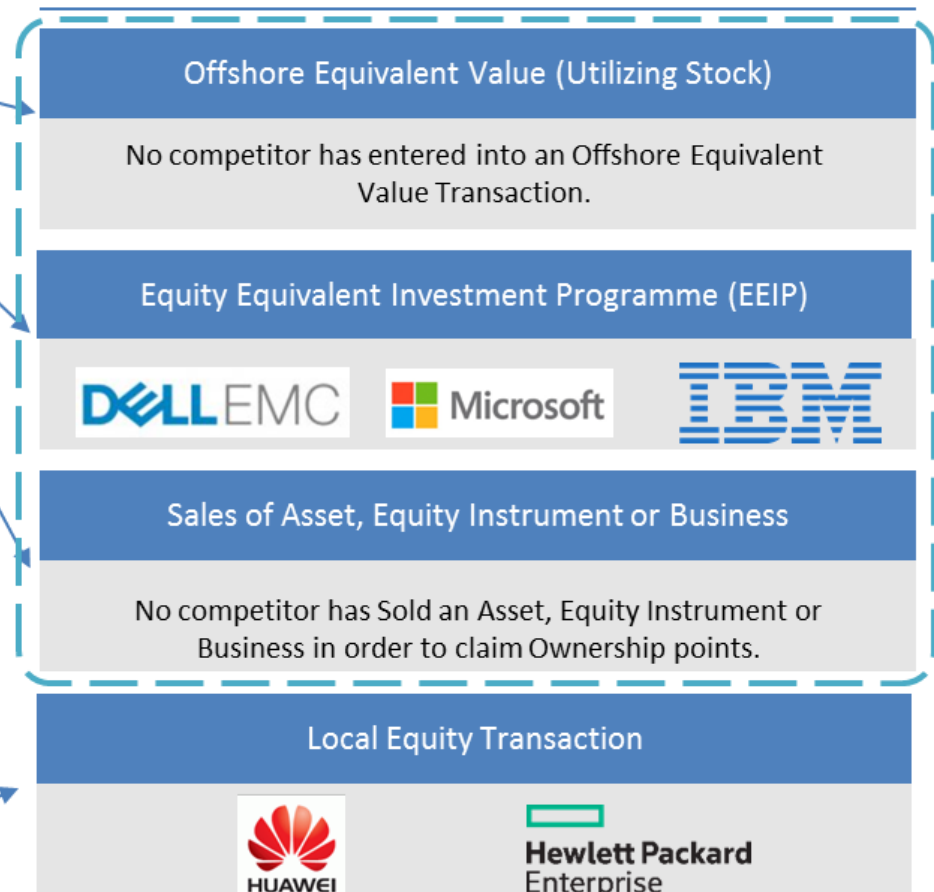 Offshore Equivalent Value (Utilizing Stock)
No competitor has entered into an Offshore Equivalent
Value Transaction.
Equity Equivalent Investment Programme (EEIP)
DELL EMC
Microsoft
IBM
Sales of Asset, Equity Instrument or Business
No competitor has Sold an Asset, Equity Instrument or
Business in order to claim Ownership points.
Local Equity Transaction
HUAWEI
Hewlett Packard
Enterprise